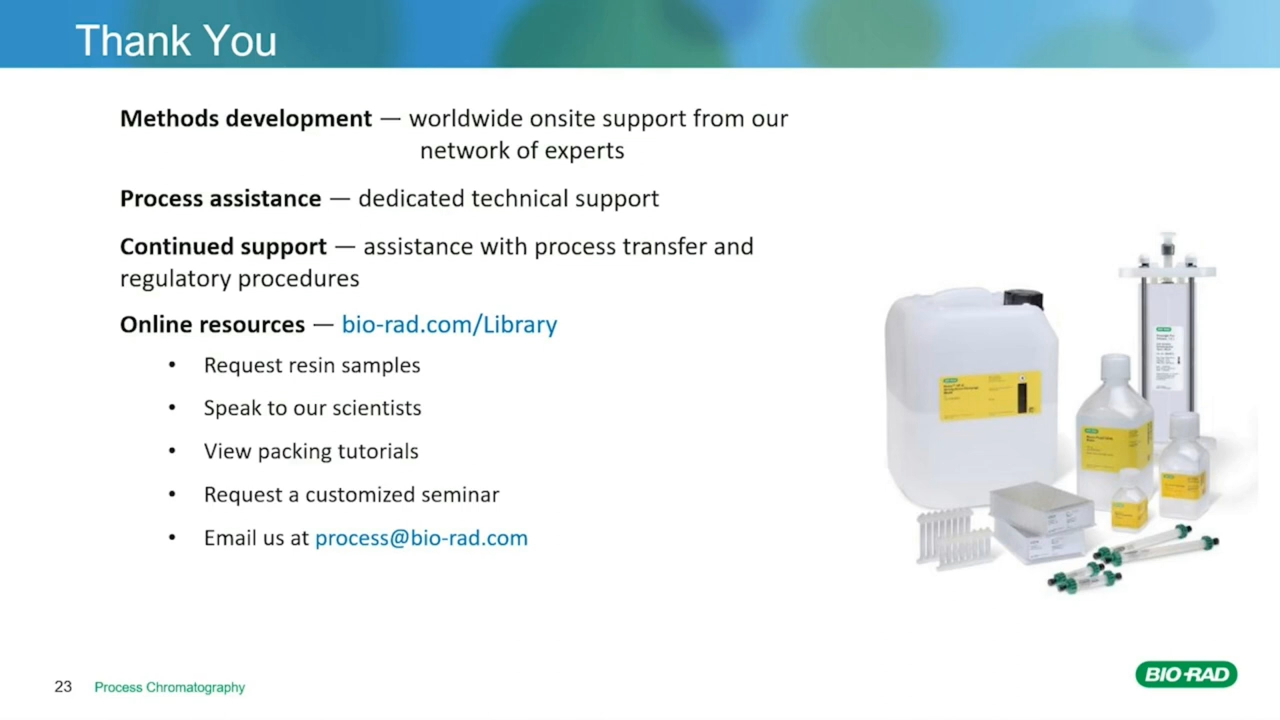 Thank You
Methods development — worldwide onsite support from our
network of experts
Process assistance — dedicated technical support
Continued support — assistance with process transfer and
regulatory procedures
Online resources — bio-rad.com/Library
• Request resin samples
• Speak to our scientists
• View packing tutorials
• Request a customized seminar
• Email us at process@bio-rad.com
23 Process Chromatography
BIO-RAD